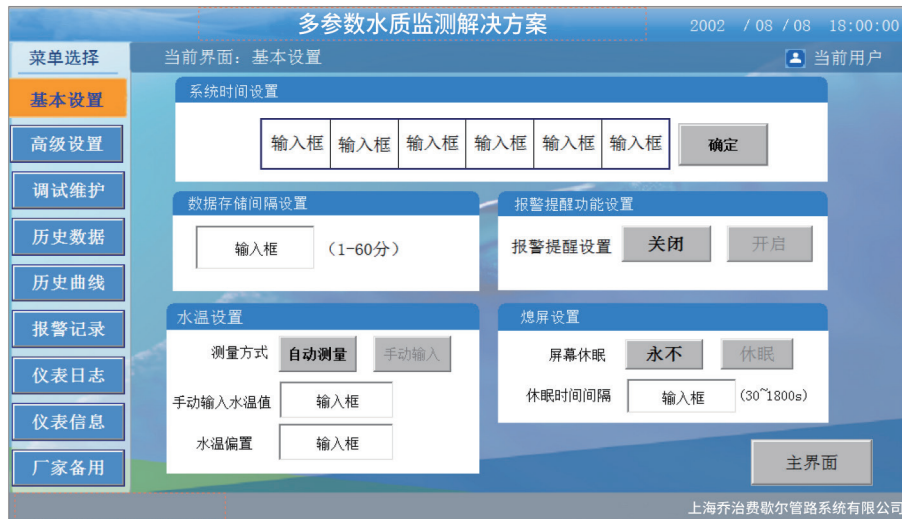 多参数水质监测解决方案
2002 / 08 / 08 18:00:00
菜单选择
当前界面：基本设置
当前用户
基本设置
高级设置
调试维护
历史数据
历史曲线
报警记录
仪表日志
仪表信息
厂家备用
系统时间设置
输入框 输入框 输入框 输入框 输入框 输入框 确定
数据存储间隔设置
输入框 （1-60分）
报警提醒功能设置
报警提醒设置 关闭 开启
水温设置
测量方式 自动测量 手动输入
手动输入水温值 输入框
水温偏置 输入框
熄屏设置
屏幕休眠 永不 休眠
休眠时间间隔 输入框 (30~1800s)
主界面
上海乔治费歇尔管路系统有限公司